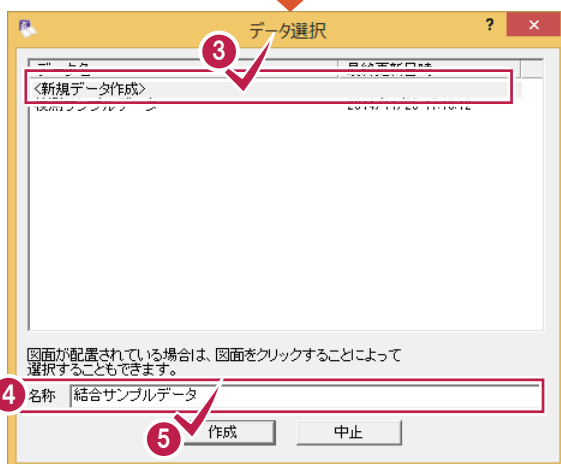 データ選択
?
×
3
<新規データ作成>
図面が配置されている場合は、図面をクリックすることによって
選択することもできます。
4
名称 結合サンプルデータ
5
作成 中止